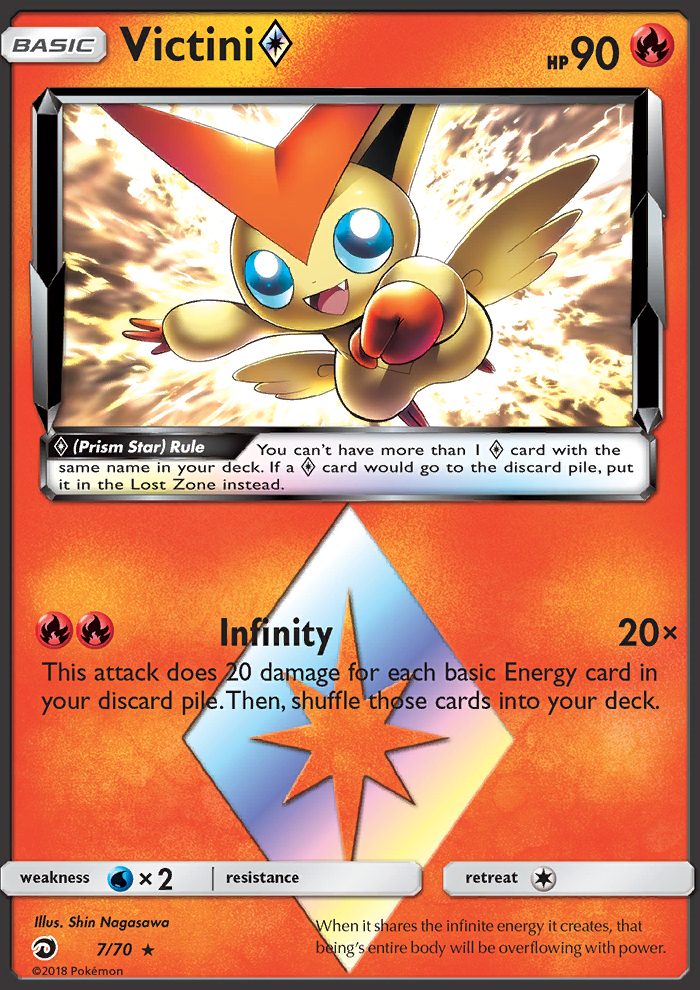 BASIC Victini HP 90
(Prism Star) Rule You can't have more than 1 card with the
same name in your deck. If a card would go to the discard pile, put
it in the Lost Zone instead.
Infinity 20×
This attack does 20 damage for each basic Energy card in
your discard pile. Then, shuffle those cards into your deck.
weakness × 2 resistance retreat
Illus. Shin Nagasawa
7/70
©2018 Pokémon
When it shares the infinite energy it creates, that
being's entire body will be overflowing with power.